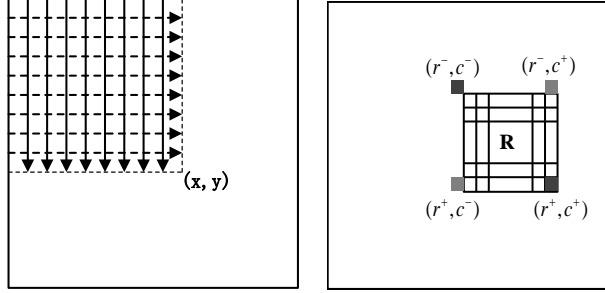 (x, y)
(r⁻,c⁻) (r⁻,c⁺)
R
(r⁺,c⁻) (r⁺,c⁺)